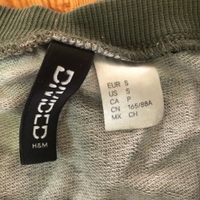 DIVIDED
H&M
EUR S
US S
CA P
CN 165/88A
MX CH